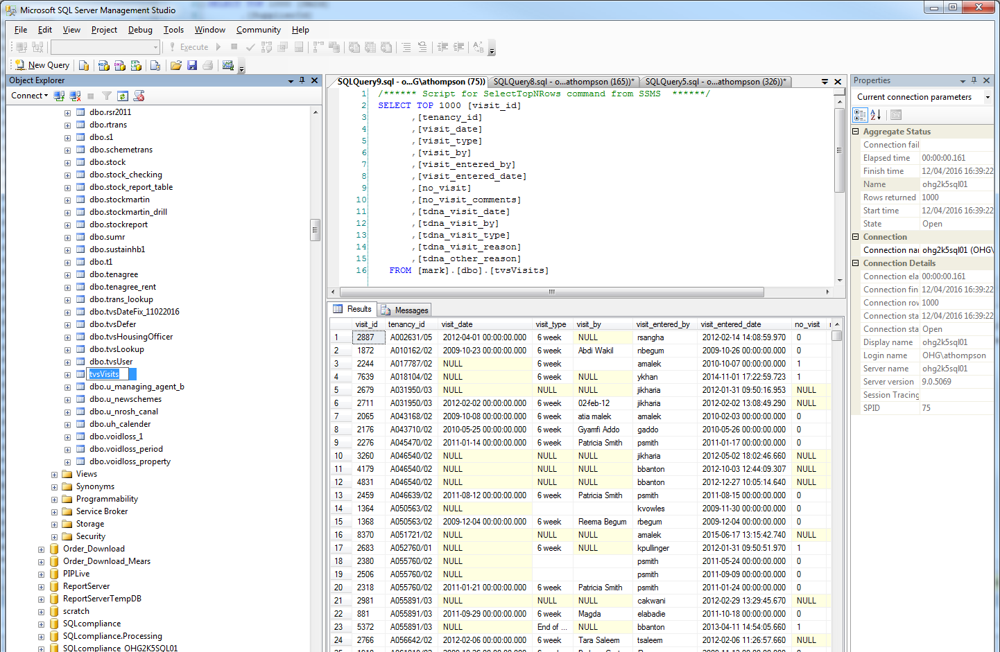 Microsoft SQL Server Management Studio
File Edit View Project Debug Tools Window Community Help
Execute
New Query
Object Explorer
Connect
dbo.rsr2011
dbo.rtrans
dbo.s1
dbo.schemetrans
dbo.stock
dbo.stock_checking
dbo.stock_report_table
dbo.stockmartin
dbo.stockmartin_drill
dbo.stockreport
dbo.sumr
dbo.sustainhb1
dbo.t1
dbo.tenagree
dbo.tenagree_rent
dbo.trans_lookup
dbo.tvsDateFix_11022016
dbo.tvsDefer
dbo.tvsHousingOfficer
dbo.tvsLookup
dbo.tvsUser
tvsVisits
dbo.u_managing_agent_b
dbo.u_newschemes
dbo.u_nrosh_canal
dbo.uh_calender
dbo.voidloss_1
dbo.voidloss_period
dbo.voidloss_property
Views
Synonyms
Programmability
Service Broker
Storage
Security
Order_Download
Order_Download_Mears
PIPLive
ReportServer
ReportServerTempDB
scratch
SQLcompliance
SQLcompliance.Processing
SQLcompliance_OHG2K5SQL01
SQLQuery9.sql - o...G\athompson (75)) SQLQuery8.sql - o...athompson (165))* SQLQuery5.sql - o...athompson (326))*
1 /****** Script for SelectTopNRows command from SSMS ******/
2 SELECT TOP 1000 [visit_id]
3 ,[tenancy_id]
4 ,[visit_date]
5 ,[visit_type]
6 ,[visit_by]
7 ,[visit_entered_by]
8 ,[visit_entered_date]
9 ,[no_visit]
10 ,[no_visit_comments]
11 ,[tdna_visit_date]
12 ,[tdna_visit_by]
13 ,[tdna_visit_type]
14 ,[tdna_visit_reason]
15 ,[tdna_other_reason]
16 FROM [mark].[dbo].[tvsVisits]
Results Messages
visit_id tenancy_id visit_date visit_type visit_by visit_entered_by visit_entered_date no_visit
1 2887 A002631/05 2012-04-01 00:00:00.000 6 week NULL rsangha 2012-02-14 14:08:59.970 0
2 1872 A010162/02 2009-10-23 00:00:00.000 6 week Abdi Wakil nbegum 2009-10-26 00:00:00.000 0
3 2244 A017787/02 NULL 6 week amalek 2010-10-07 00:00:00.000 1
4 7639 A018104/02 NULL 6 week NULL ykhan 2014-11-01 17:22:59.723 1
5 2679 A031950/03 NULL NULL NULL jikharia 2012-01-31 09:50:16.953 NULL
6 2711 A031950/03 2012-02-02 00:00:00.000 6 week 02-feb-12 jikharia 2012-02-02 13:08:49.290 NULL
7 2065 A043168/02 2009-10-08 00:00:00.000 6 week atia malek amalek 2010-02-03 00:00:00.000 0
8 2176 A043710/02 2010-05-25 00:00:00.000 6 week Gyamfi Addo gaddo 2010-05-26 00:00:00.000 0
9 2276 A045470/02 2011-01-14 00:00:00.000 6 week Patricia Smith psmith 2011-01-17 00:00:00.000 0
10 3260 A046540/02 NULL NULL NULL jikharia 2012-05-02 18:02:46.660 NULL
11 4179 A046540/02 NULL NULL NULL bbanton 2012-10-03 12:44:09.307 NULL
12 4831 A046540/02 NULL NULL NULL bbanton 2012-12-27 10:05:14.640 NULL
13 2459 A046639/02 2011-08-12 00:00:00.000 6 week Patricia Smith psmith 2011-08-15 00:00:00.000 0
14 1364 A050563/02 NULL kvowles 2009-11-30 00:00:00.000 0
15 1368 A050563/02 2009-12-04 00:00:00.000 6 week Reema Begum rbegum 2009-12-04 00:00:00.000 0
16 8370 A051721/02 NULL NULL NULL amalek 2015-06-17 13:15:42.740 NULL
17 2683 A052760/01 NULL 6 week NULL kpullinger 2012-01-31 09:50:51.970 1
18 2380 A055760/02 NULL psmith 2011-05-24 00:00:00.000 0
19 2506 A055760/02 NULL psmith 2011-09-09 00:00:00.000 0
20 2318 A055760/02 2011-01-21 00:00:00.000 6 week Patricia Smith psmith 2011-01-24 00:00:00.000 0
21 2981 A055891/03 NULL NULL NULL cakwani 2012-02-29 13:29:45.670 NULL
22 881 A055891/03 2011-09-29 00:00:00.000 6 week Magda elabadie 2011-10-18 00:00:00.000 0
23 5372 A055891/03 NULL End of ... NULL bbanton 2013-04-11 14:54:05.660 1
24 2766 A056642/02 2012-02-06 00:00:00.000 6 week Tara Saleem tsaleem 2012-02-06 11:26:57.660 NULL
Properties
Current connection parameters
Aggregate Status
Connection fail
Elapsed time 00:00:00.161
Finish time 12/04/2016 16:39:22
Name ohg2k5sql01
Rows returned 1000
Start time 12/04/2016 16:39:22
State Open
Connection
Connection nar ohg2k5sql01 (OHG\
Connection Details
Connection ela 00:00:00.161
Connection fin 12/04/2016 16:39:22
Connection rov 1000
Connection sta 12/04/2016 16:39:22
Connection sta Open
Display name ohg2k5sql01
Login name OHG\athompson
Server name ohg2k5sql01
Server version 9.0.5069
Session Tracing
SPID 75